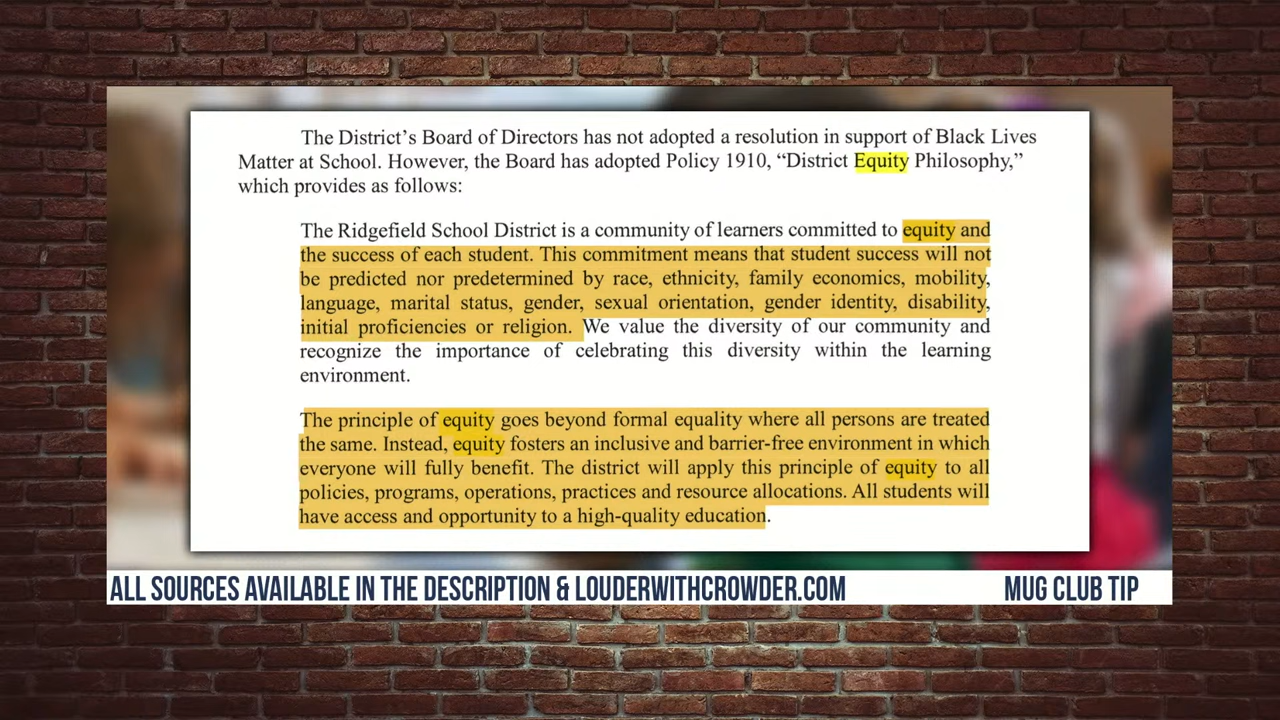 The District’s Board of Directors has not adopted a resolution in support of Black Lives
Matter at School. However, the Board has adopted Policy 1910, “District Equity Philosophy,”
which provides as follows:
The Ridgefield School District is a community of learners committed to equity and
the success of each student. This commitment means that student success will not
be predicted nor predetermined by race, ethnicity, family economics, mobility,
language, marital status, gender, sexual orientation, gender identity, disability,
initial proficiencies or religion. We value the diversity of our community and
recognize the importance of celebrating this diversity within the learning
environment.
The principle of equity goes beyond formal equality where all persons are treated
the same. Instead, equity fosters an inclusive and barrier-free environment in which
everyone will fully benefit. The district will apply this principle of equity to all
policies, programs, operations, practices and resource allocations. All students will
have access and opportunity to a high-quality education.
ALL SOURCES AVAILABLE IN THE DESCRIPTION & LOUDERWITHCROWDER.COM
MUG CLUB TIP